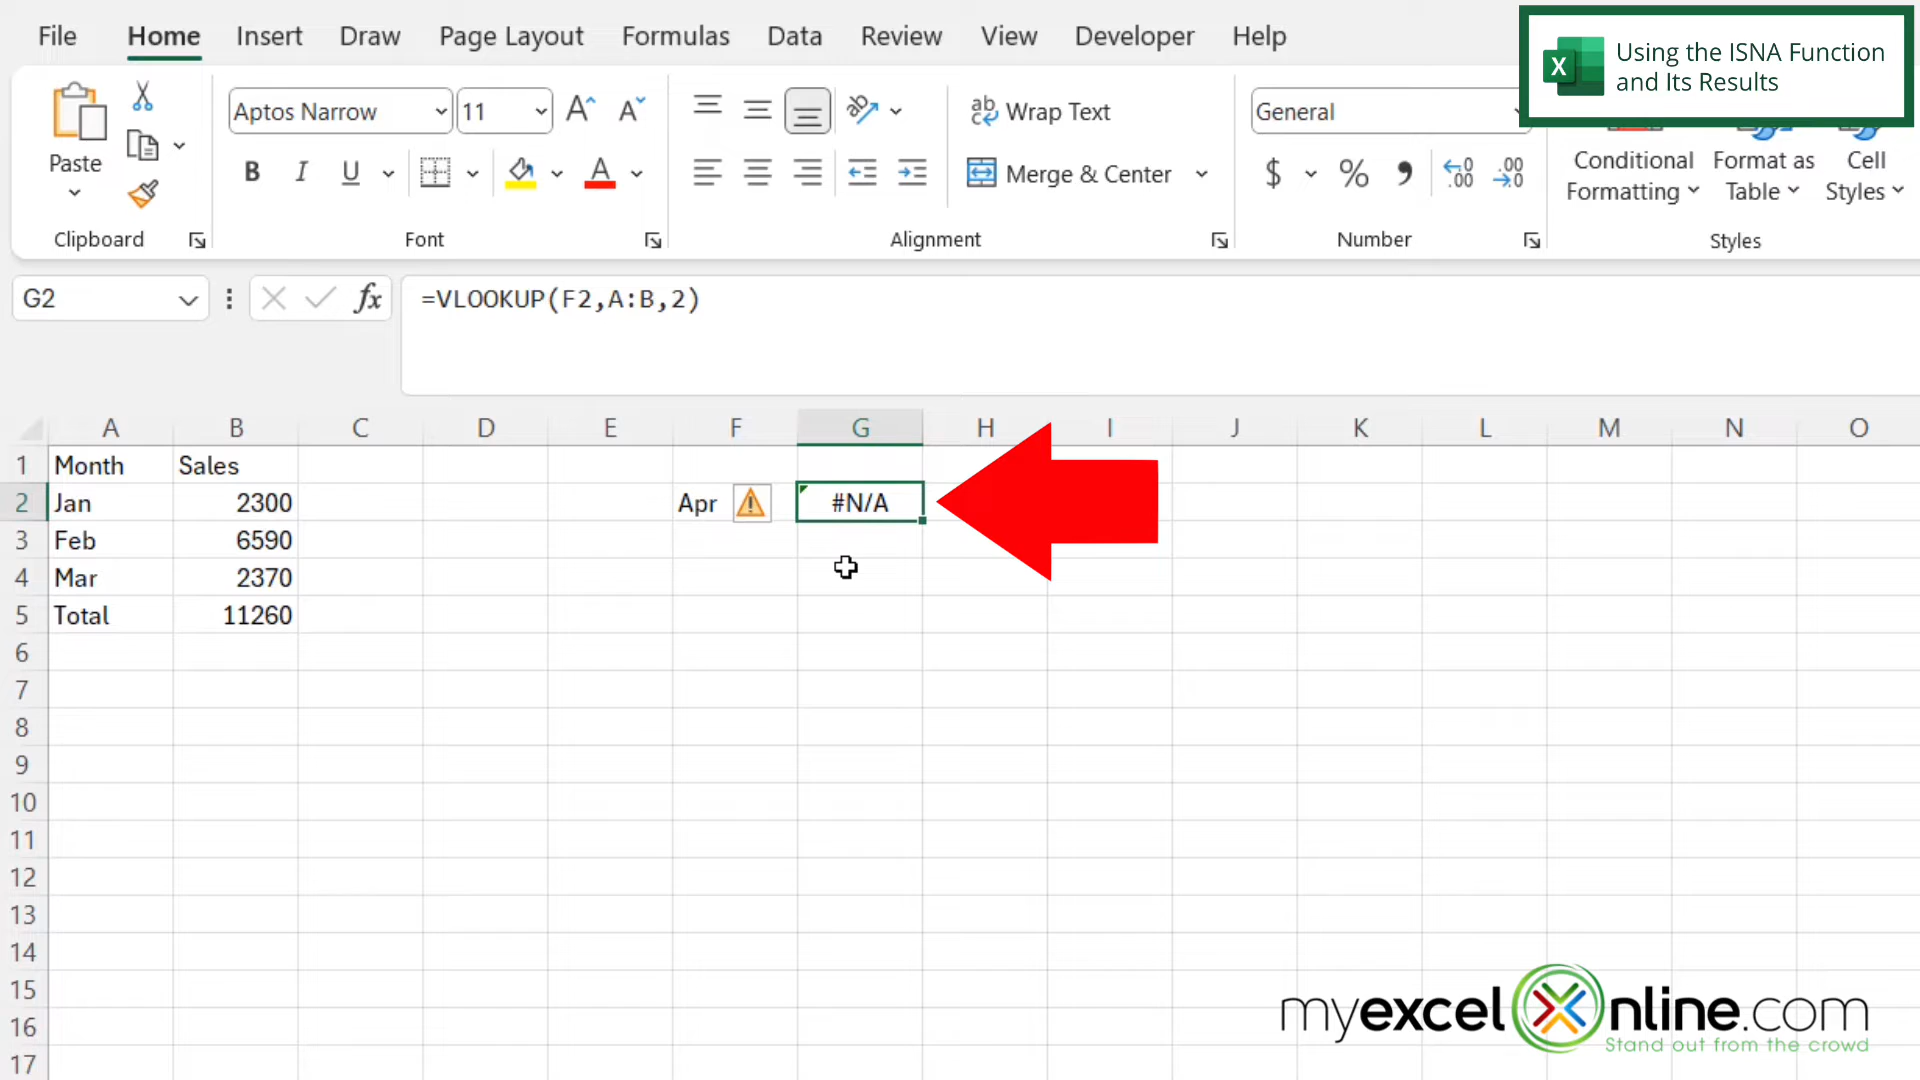 File Home Insert Draw Page Layout Formulas Data Review View Developer Help
Using the ISNA Function
and Its Results
Paste
Aptos Narrow 11
B I U
Wrap Text
Merge & Center
General
$ % , .00 .00
Conditional
Formatting
Format as
Table
Cell
Styles
Clipboard Font Alignment Number Styles
G2 fx =VLOOKUP(F2,A:B,2)
A B C D E F G H I J K L M N O
1 Month Sales
2 Jan 2300 Apr #N/A
3 Feb 6590
4 Mar 2370
5 Total 11260
6
7
8
9
10
11
12
13
14
15
16
17
myexcelOnline.com
Stand out from the crowd